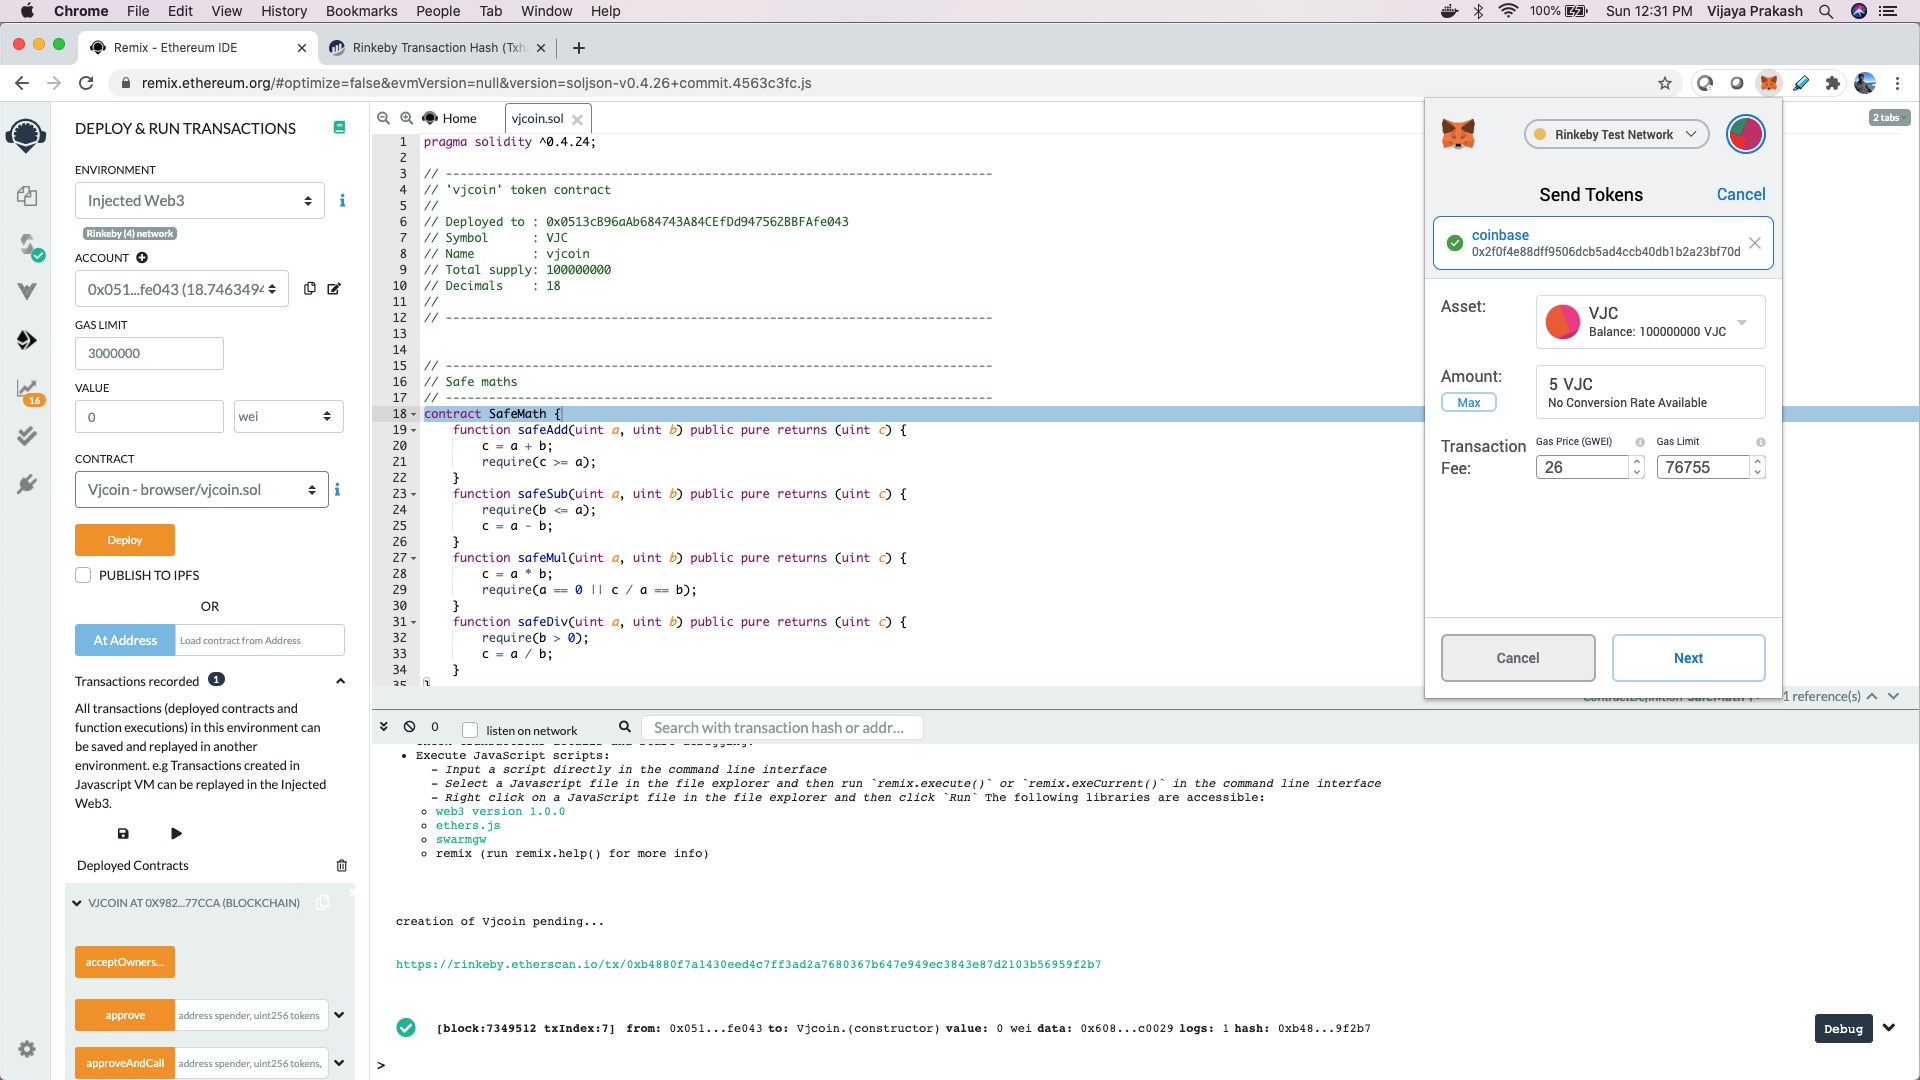 Chrome File Edit View History Bookmarks People Tab Window Help
100% Sun 12:31 PM Vijaya Prakash
Remix - Ethereum IDE
Rinkeby Transaction Hash (Txh
remix.ethereum.org/#optimize=false&evmVersion=null&version=soljson-v0.4.26+commit.4563c3fc.js
2 tabs
DEPLOY & RUN TRANSACTIONS
ENVIRONMENT
Injected Web3
i
Rinkeby (4) network
ACCOUNT
0x051...fe043 (18.7463494
GAS LIMIT
3000000
VALUE
0
wei
CONTRACT
Vjcoin - browser/vjcoin.sol
i
Deploy
PUBLISH TO IPFS
OR
At Address
Load contract from Address
Transactions recorded 1
All transactions (deployed contracts and
function executions) in this environment can
be saved and replayed in another
environment. e.g Transactions created in
Javascript VM can be replayed in the Injected
Web3.
Deployed Contracts
VJCOIN AT 0X982...77CCA (BLOCKCHAIN)
acceptOwners...
approve
address spender, uint256 tokens
approveAndCall
address spender, uint256 tokens,
16
Home
vjcoin.sol
1 pragma solidity ^0.4.24;
2
3 // ----------------------------------------------------------------------------
4 // 'vjcoin' token contract
5 //
6 // Deployed to : 0x0513cB96aAb684743A84CEfDd947562BBFAfe043
7 // Symbol      : VJC
8 // Name        : vjcoin
9 // Total supply: 100000000
10 // Decimals    : 18
11 //
12 // ----------------------------------------------------------------------------
13
14
15 // ----------------------------------------------------------------------------
16 // Safe maths
17 // ----------------------------------------------------------------------------
18 contract SafeMath {
19     function safeAdd(uint a, uint b) public pure returns (uint c) {
20         c = a + b;
21         require(c >= a);
22     }
23     function safeSub(uint a, uint b) public pure returns (uint c) {
24         require(b <= a);
25         c = a - b;
26     }
27     function safeMul(uint a, uint b) public pure returns (uint c) {
28         c = a * b;
29         require(a == 0 || c / a == b);
30     }
31     function safeDiv(uint a, uint b) public pure returns (uint c) {
32         require(b > 0);
33         c = a / b;
34     }
35 }
1 reference(s)
0
listen on network
Search with transaction hash or addr...
• Execute JavaScript scripts:
- Input a script directly in the command line interface
- Select a Javascript file in the file explorer and then run `remix.execute()` or `remix.exeCurrent()` in the command line interface
- Right click on a JavaScript file in the file explorer and then click `Run` The following libraries are accessible:
web3 version 1.0.0
ethers.js
swarmgw
remix (run remix.help() for more info)
creation of Vjcoin pending...
https://rinkeby.etherscan.io/tx/0xb4880f7a1430eed4c7ff3ad2a7680367b647e949ec3843e87d2103b56959f2b7
[block:7349512 txIndex:7] from: 0x051...fe043 to: Vjcoin.(constructor) value: 0 wei data: 0x608...c0029 logs: 1 hash: 0xb48...9f2b7
Debug
>
Rinkeby Test Network
Send Tokens
Cancel
coinbase
0x2f0f4e88dff9506dcb5ad4ccb40db1b2a23bf70d
Asset:
VJC
Balance: 100000000 VJC
Amount:
Max
5 VJC
No Conversion Rate Available
Transaction
Fee:
Gas Price (GWEI)
26
Gas Limit
76755
Cancel
Next